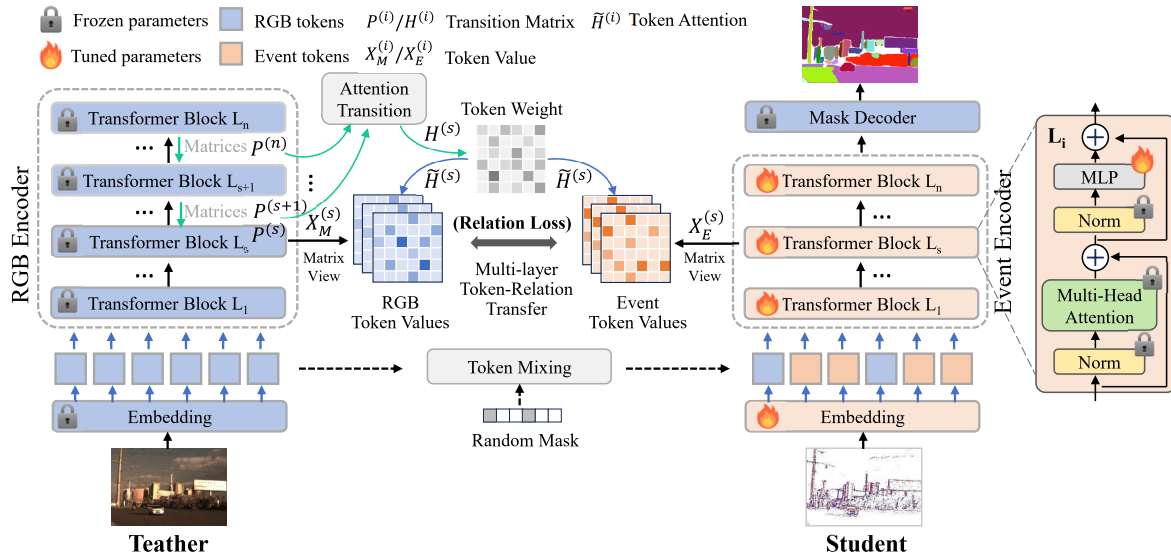 Frozen parameters
RGB tokens
P^(i)/H^(i) Transition Matrix
H̃^(i) Token Attention
Tuned parameters
Event tokens
X_M^(i)/X_E^(i) Token Value
RGB Encoder
Transformer Block L_n
...
Matrices P^(n)
Transformer Block L_s+1
...
Matrices P^(s+1)
P^(s)
Transformer Block L_s
...
Transformer Block L_1
Embedding
Teather
Attention
Transition
...
H^(s)
Token Weight
H̃^(s)
H̃^(s)
X_M^(s)
Matrix
View
RGB
Token Values
(Relation Loss)
Multi-layer
Token-Relation
Transfer
Event
Token Values
X_E^(s)
Matrix
View
Token Mixing
Random Mask
Mask Decoder
...
Transformer Block L_n
...
Transformer Block L_s
...
Transformer Block L_1
Event Encoder
Embedding
Student
L_i
MLP
Norm
Multi-Head
Attention
Norm